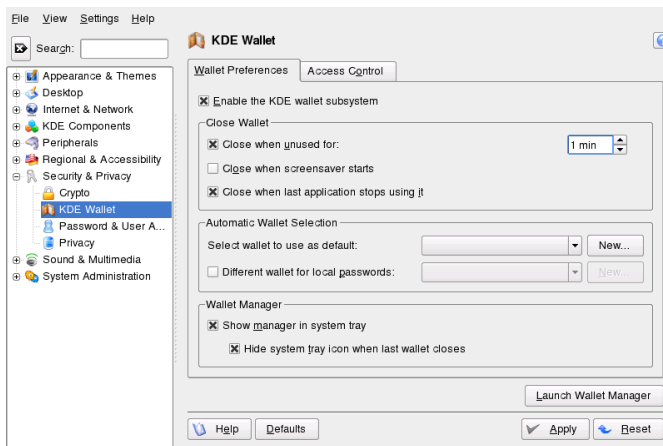 File View Settings Help
Search:
Appearance & Themes
Desktop
Internet & Network
KDE Components
Peripherals
Regional & Accessibility
Security & Privacy
Crypto
KDE Wallet
Password & User A...
Privacy
Sound & Multimedia
System Administration
KDE Wallet
Wallet Preferences Access Control
Enable the KDE wallet subsystem
Close Wallet
Close when unused for: 1 min
Close when screensaver starts
Close when last application stops using it
Automatic Wallet Selection
Select wallet to use as default: New...
Different wallet for local passwords: New...
Wallet Manager
Show manager in system tray
Hide system tray icon when last wallet closes
Launch Wallet Manager
Help Defaults Apply Reset